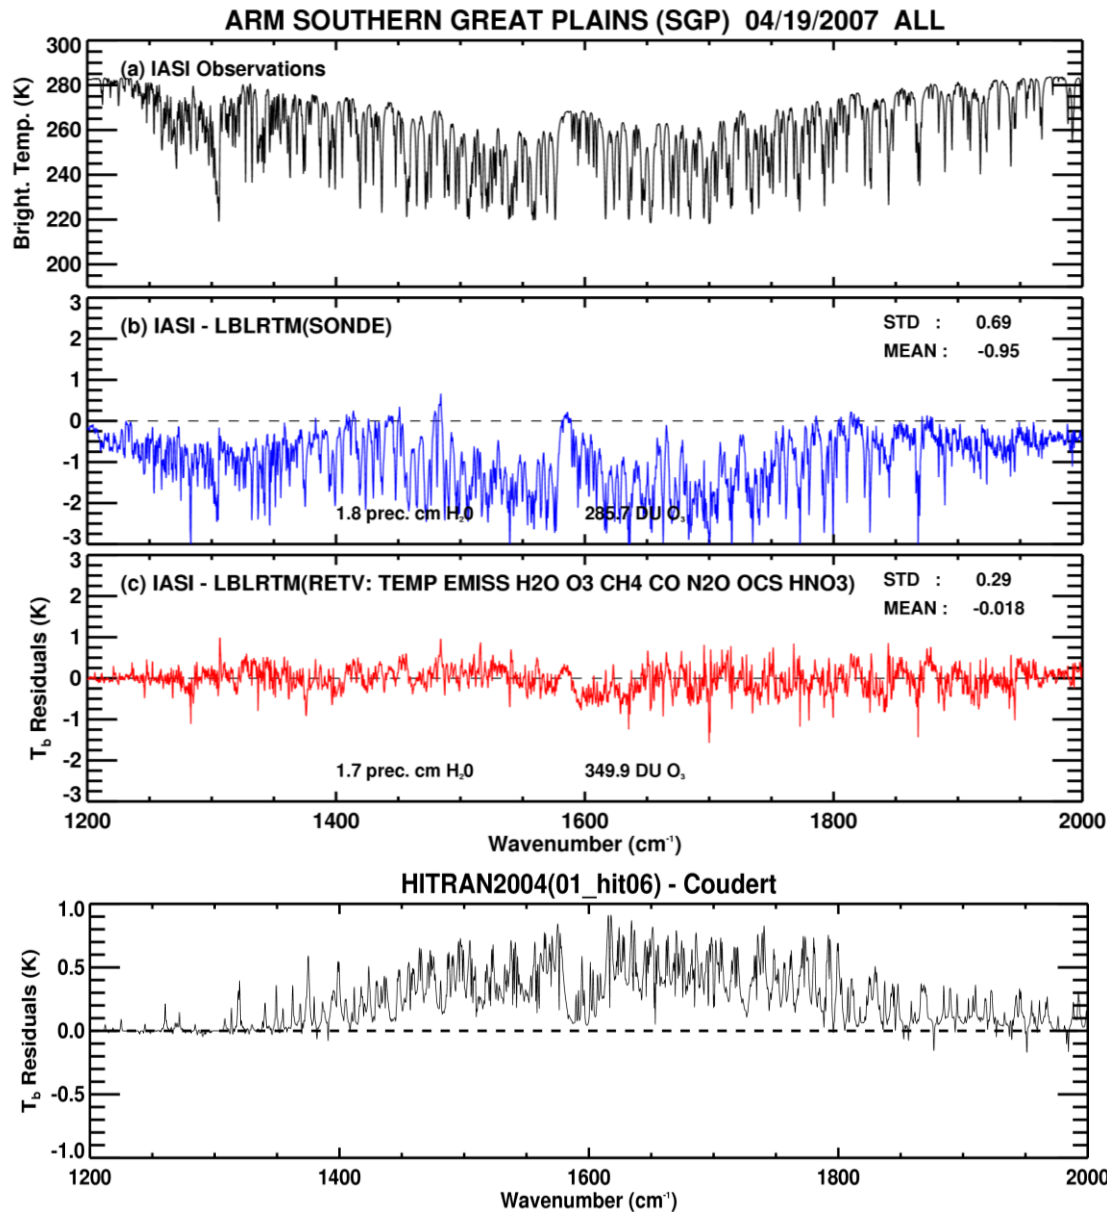 ARM SOUTHERN GREAT PLAINS (SGP) 04/19/2007 ALL
300
280
260
240
220
200
Bright. Temp. (K)
(a) IASI Observations
3
2
1
0
-1
-2
-3
(b) IASI - LBLRTM(SONDE)
STD : 0.69
MEAN : -0.95
1.8 prec. cm H₂0
285.7 DU O₃
3
2
1
0
-1
-2
-3
T_b Residuals (K)
(c) IASI - LBLRTM(RETV: TEMP EMISS H2O O3 CH4 CO N2O OCS HNO3)
STD : 0.29
MEAN : -0.018
1.7 prec. cm H₂0
349.9 DU O₃
1200 1400 1600 1800 2000
Wavenumber (cm⁻¹)
HITRAN2004(01_hit06) - Coudert
1.0
0.5
0.0
-0.5
-1.0
T_b Residuals (K)
1200 1400 1600 1800 2000
Wavenumber (cm⁻¹)